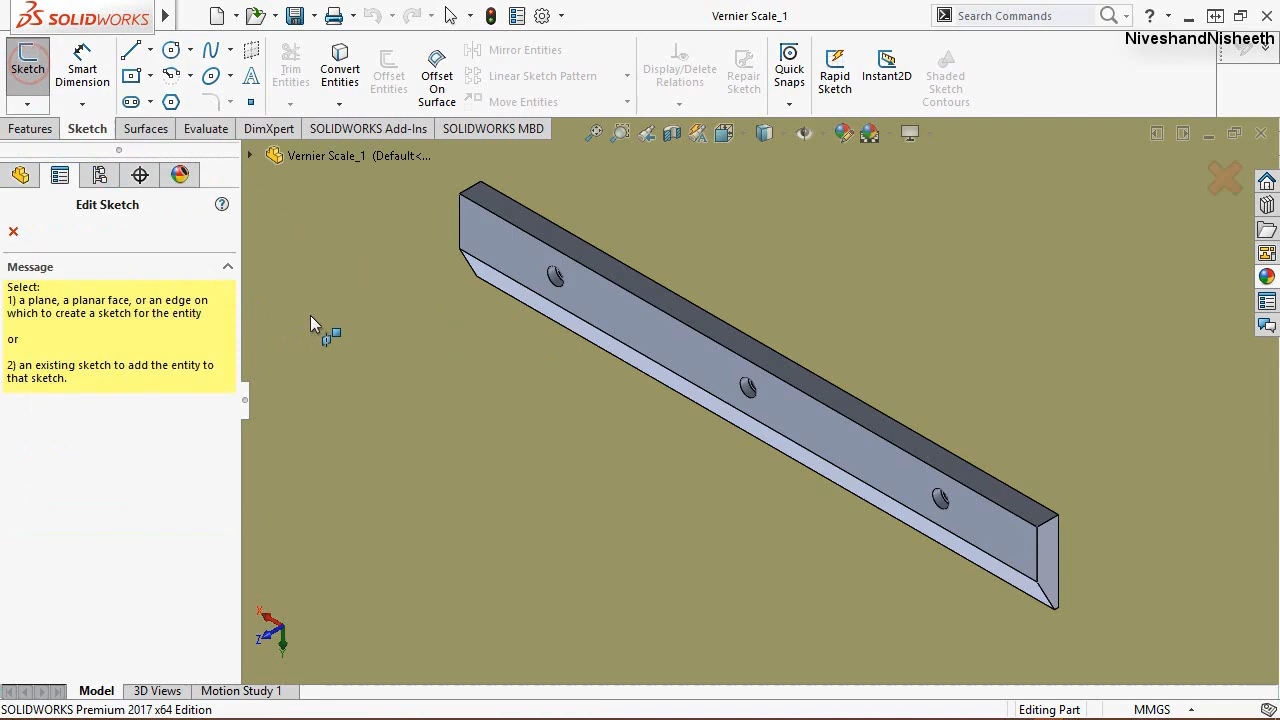 SOLIDWORKS
Vernier Scale_1
Search Commands
?
NiveshandNisheeth
Sketch
Smart
Dimension
Trim
Entities
Convert
Entities
Offset
Entities
Offset
On
Surface
Mirror Entities
Linear Sketch Pattern
Move Entities
Display/Delete
Relations
Repair
Sketch
Quick
Snaps
Rapid
Sketch
Instant2D
Shaded
Sketch
Contours
Features
Sketch
Surfaces
Evaluate
DimXpert
SOLIDWORKS Add-Ins
SOLIDWORKS MBD
Vernier Scale_1 (Default<...
Edit Sketch
?
Message
Select:
1) a plane, a planar face, or an edge on
which to create a sketch for the entity
or
2) an existing sketch to add the entity to
that sketch.
X
Z
Y
Model
3D Views
Motion Study 1
SOLIDWORKS Premium 2017 x64 Edition
Editing Part
MMGS